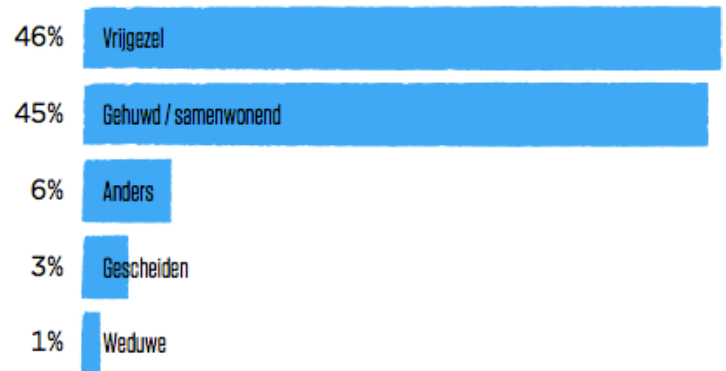 46% Vrijgezel
45% Gehuwd / samenwonend
6% Anders
3% Gescheiden
1% Weduwe